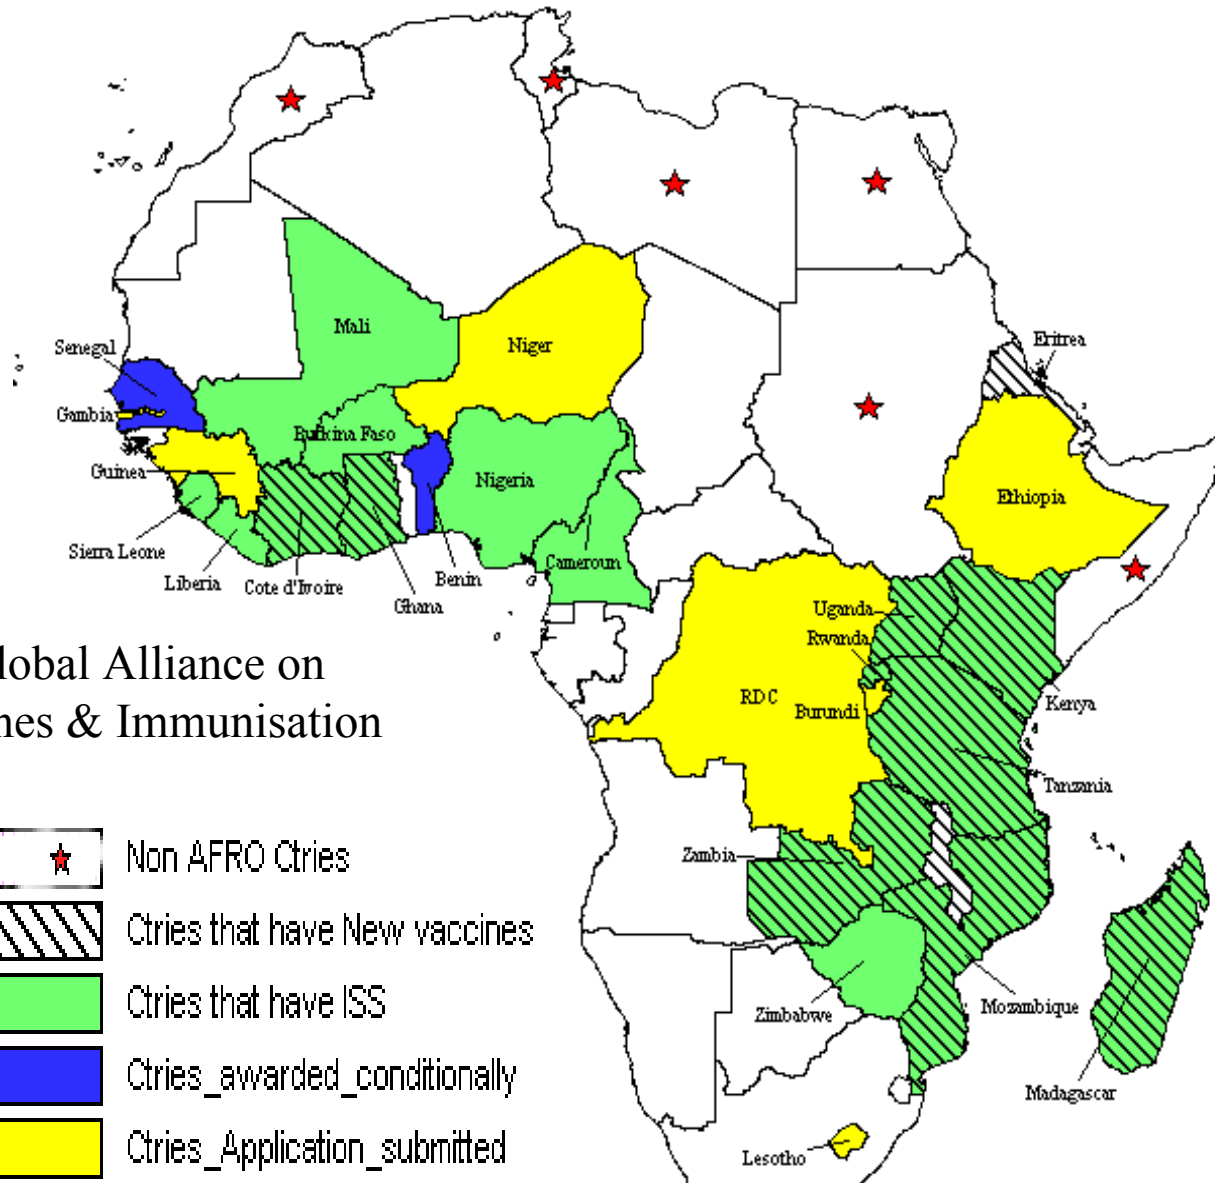 Mali
Niger
Senegal
Eritrea
Gambia
Burkina Faso
Guinea
Nigeria
Ethiopia
Sierra Leone
Liberia
Cote d'Ivoire
Ghana
Benin
Cameroun
Uganda
Rwanda
RDC
Burundi
Kenya
Tanzania
Zambia
Zimbabwe
Mozambique
Madagascar
Lesotho
lobal Alliance on
nes & Immunisation
Non AFRO Ctries
Ctries that have New vaccines
Ctries that have ISS
Ctries_awarded_conditionally
Ctries_Application_submitted